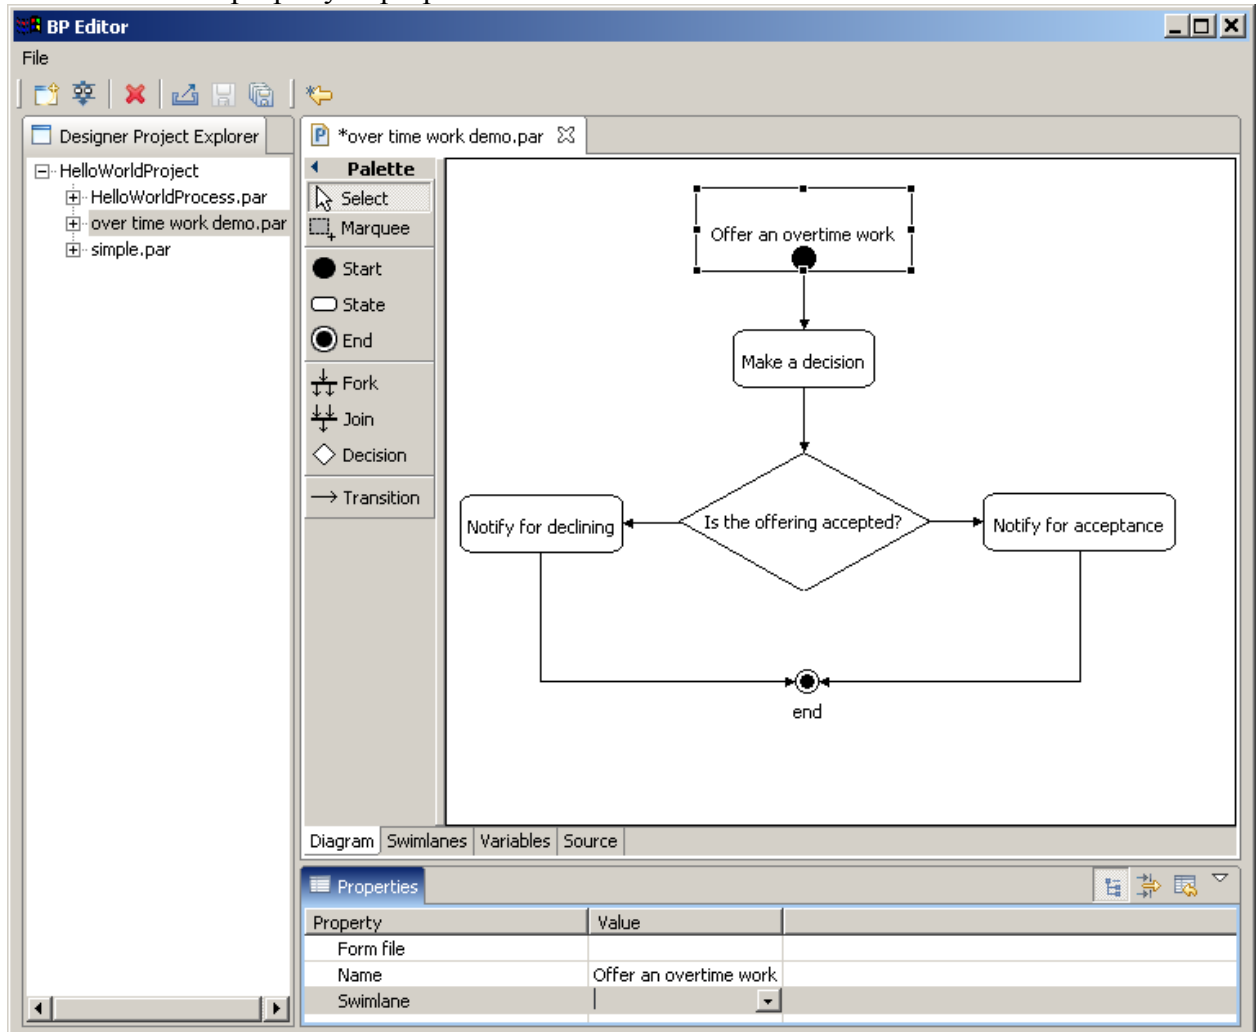 BP Editor
File
Designer Project Explorer
*over time work demo.par
HelloWorldProject
HelloWorldProcess.par
over time work demo.par
simple.par
Palette
Select
Marquee
Start
State
End
Fork
Join
Decision
Transition
Offer an overtime work
Make a decision
Notify for declining
Is the offering accepted?
Notify for acceptance
end
Diagram Swimlanes Variables Source
Properties
Property Value
Form file
Name Offer an overtime work
Swimlane